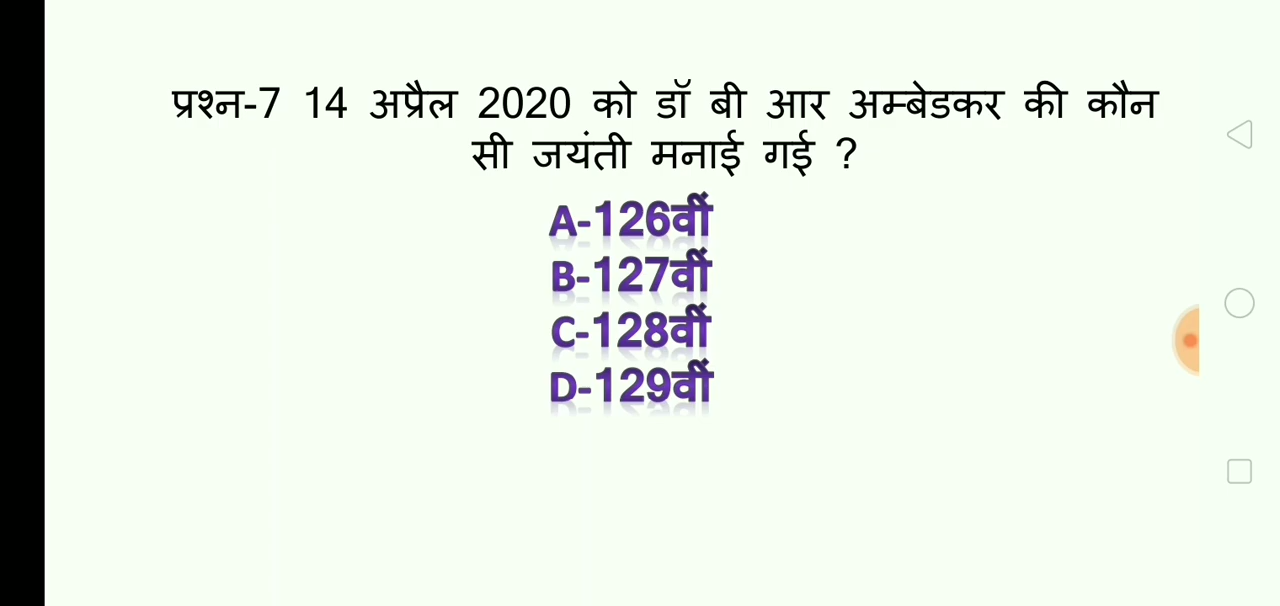 प्रश्न-7 14 अप्रैल 2020 को डॉ बी आर अम्बेडकर की कौन
सी जयंती मनाई गई ?
A-126वीं
B-127वीं
C-128वीं
D-129वीं